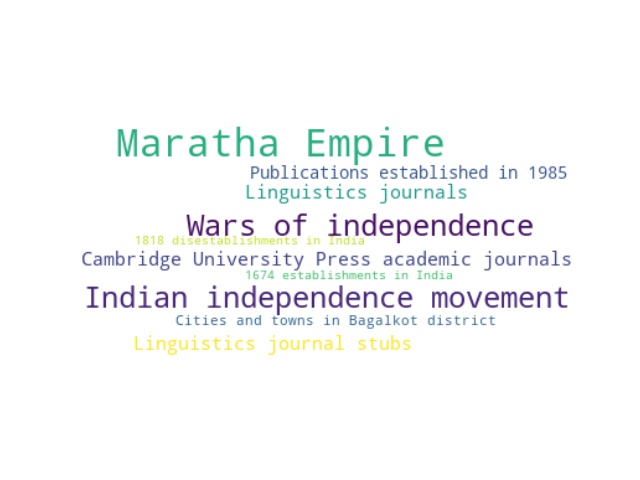 Maratha Empire
Publications established in 1985
Linguistics journals
Wars of independence
1818 disestablishments in India
Cambridge University Press academic journals
1674 establishments in India
Indian independence movement
Cities and towns in Bagalkot district
Linguistics journal stubs